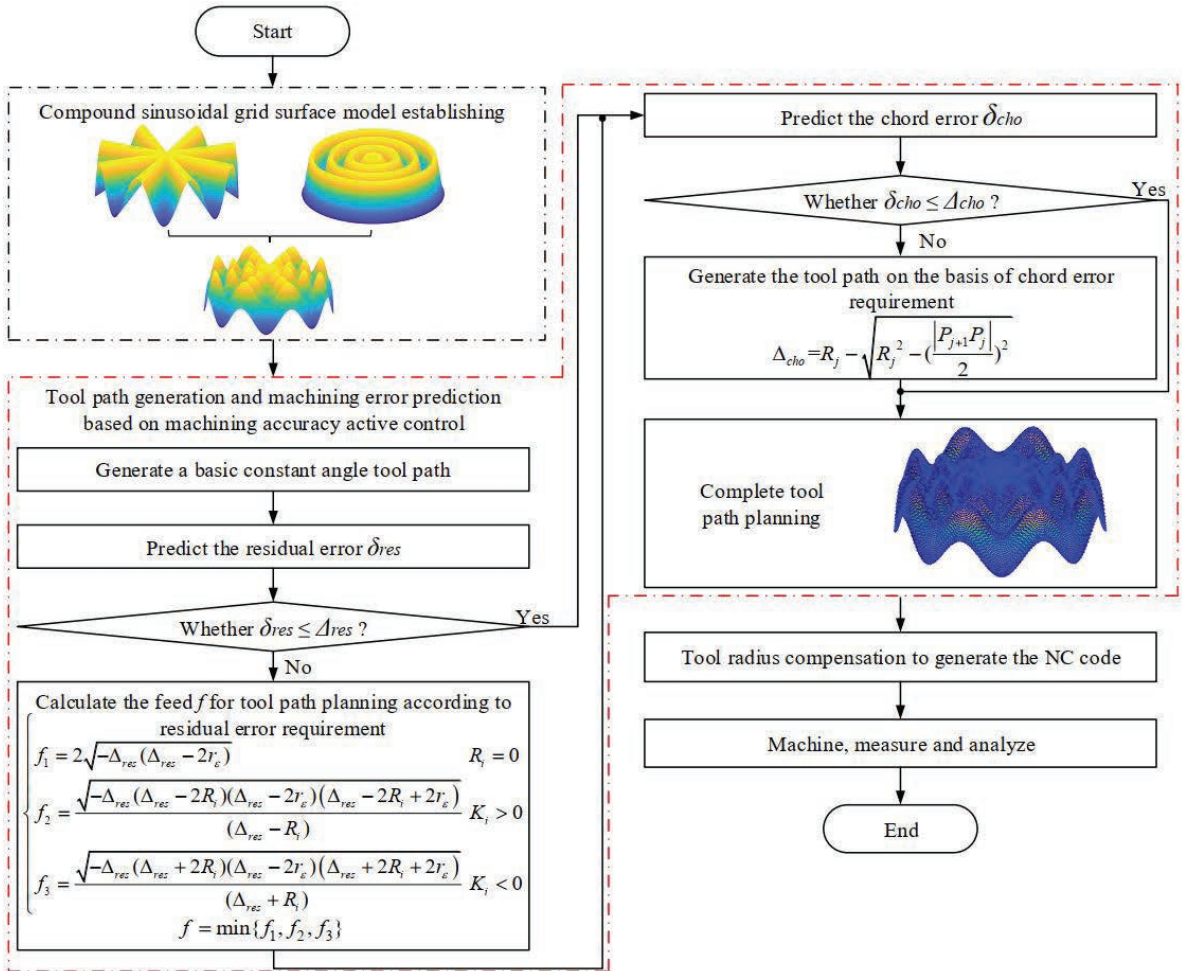 Start
Compound sinusoidal grid surface model establishing
Tool path generation and machining error prediction
based on machining accuracy active control
Generate a basic constant angle tool path
Predict the residual error δres
Whether δres ≤ Δres ?
Yes
No
Calculate the feed f for tool path planning according to
residual error requirement
f₁ = 2√(-Δres(Δres - 2rε)) Rᵢ = 0
f₂ = √(-Δres(Δres - 2Rᵢ)(Δres - 2rε)(Δres - 2Rᵢ + 2rε)) / (Δres - Rᵢ) Kᵢ > 0
f₃ = √(-Δres(Δres + 2Rᵢ)(Δres - 2rε)(Δres + 2Rᵢ + 2rε)) / (Δres + Rᵢ) Kᵢ < 0
f = min{f₁, f₂, f₃}
Predict the chord error δcho
Whether δcho ≤ Δcho ?
Yes
No
Generate the tool path on the basis of chord error
requirement
Δcho = Rⱼ - √(Rⱼ² - (|Pⱼ₊₁Pⱼ| / 2)²)
Complete tool
path planning
Tool radius compensation to generate the NC code
Machine, measure and analyze
End